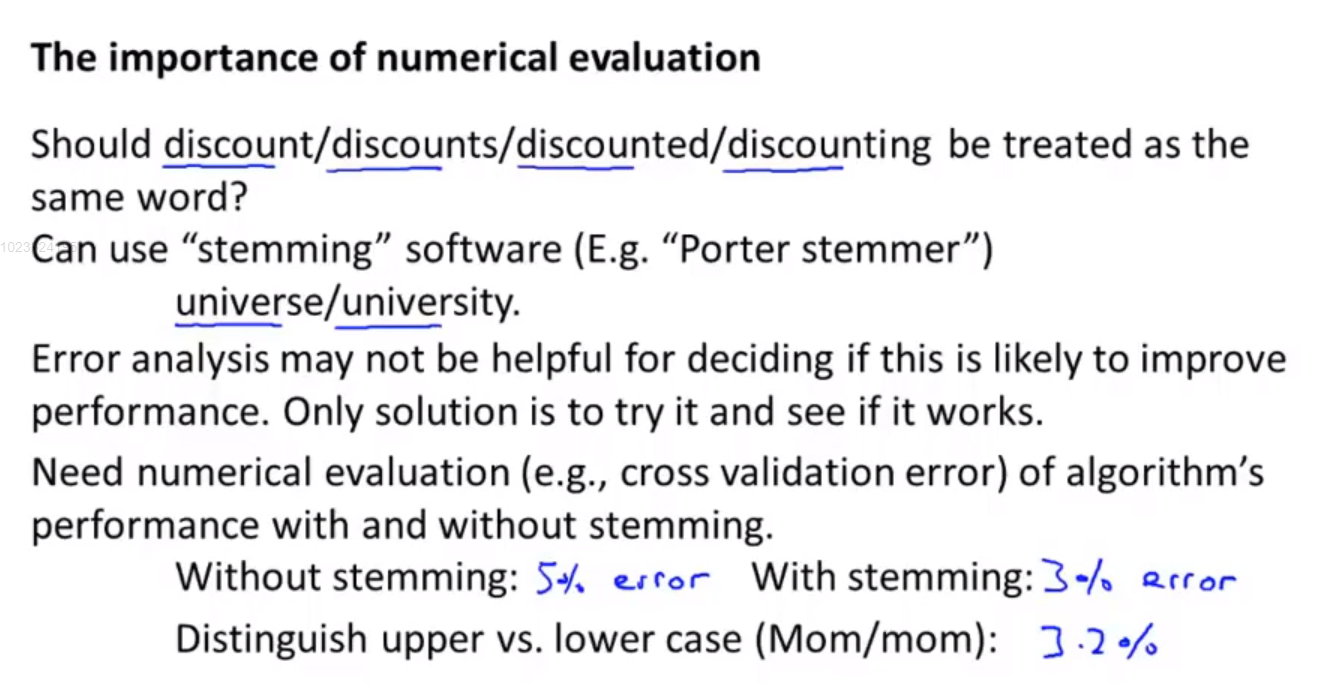 The importance of numerical evaluation
Should discount/discounts/discounted/discounting be treated as the
same word?
Can use “stemming” software (E.g. “Porter stemmer”)
universe/university.
Error analysis may not be helpful for deciding if this is likely to improve
performance. Only solution is to try it and see if it works.
Need numerical evaluation (e.g., cross validation error) of algorithm’s
performance with and without stemming.
Without stemming: 5% error With stemming: 3% error
Distinguish upper vs. lower case (Mom/mom): 3.2%